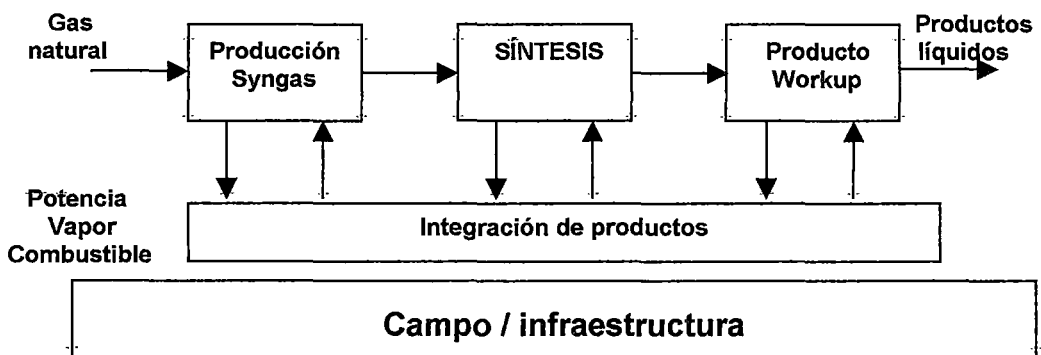 Gas
natural
Producción
Syngas
SÍNTESIS
Producto
Workup
Productos
líquidos
Potencia
Vapor
Combustible
Integración de productos
Campo / infraestructura